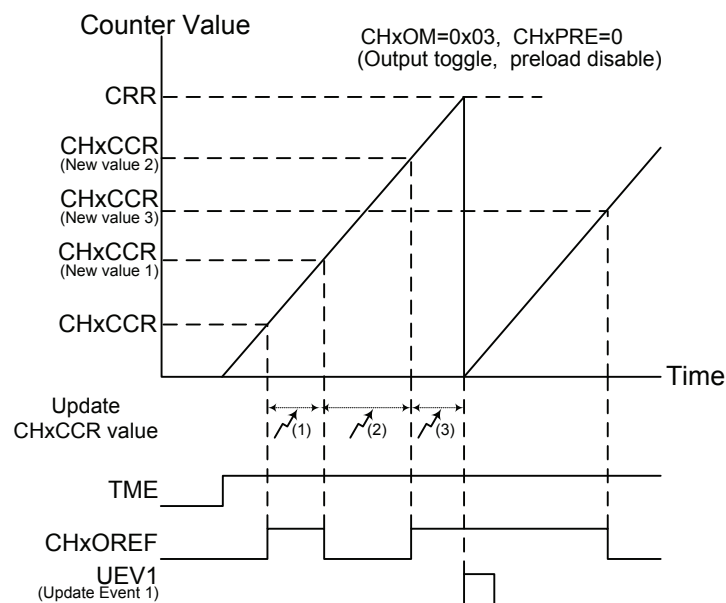 Counter Value
CHxOM=0x03, CHxPRE=0
(Output toggle, preload disable)
CRR
CHxCCR
(New value 2)
CHxCCR
(New value 3)
CHxCCR
(New value 1)
CHxCCR
Time
Update
CHxCCR value
(1)
(2)
(3)
TME
CHxOREF
UEV1
(Update Event 1)